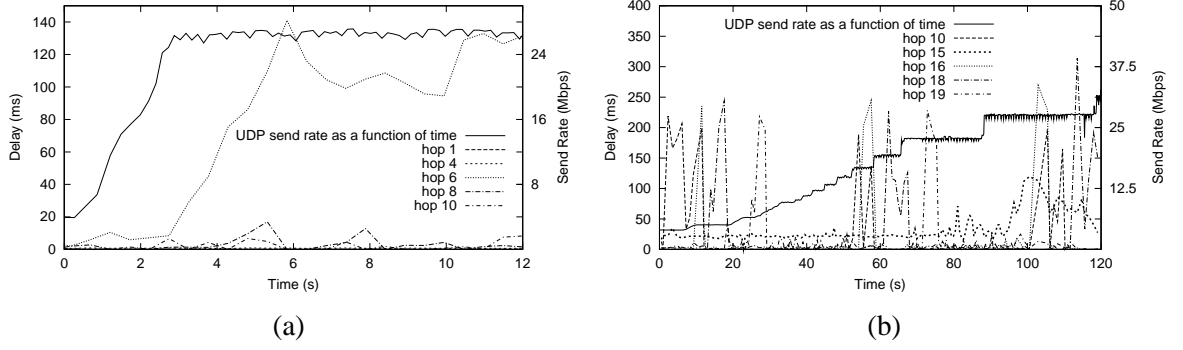 Delay (ms)
140
120
100
80
60
40
20
0
UDP send rate as a function of time
hop 1
hop 4
hop 6
hop 8
hop 10
28
16
8
Send Rate (Mbps)
0 2 4 6 8 10 12
Time (s)
(a)
Delay (ms)
400
350
300
250
200
150
100
50
0
UDP send rate as a function of time
hop 10
hop 15
hop 16
hop 18
hop 19
50
37.5
25
12.5
Send Rate (Mbps)
0 20 40 60 80 100 120
Time (s)
(b)